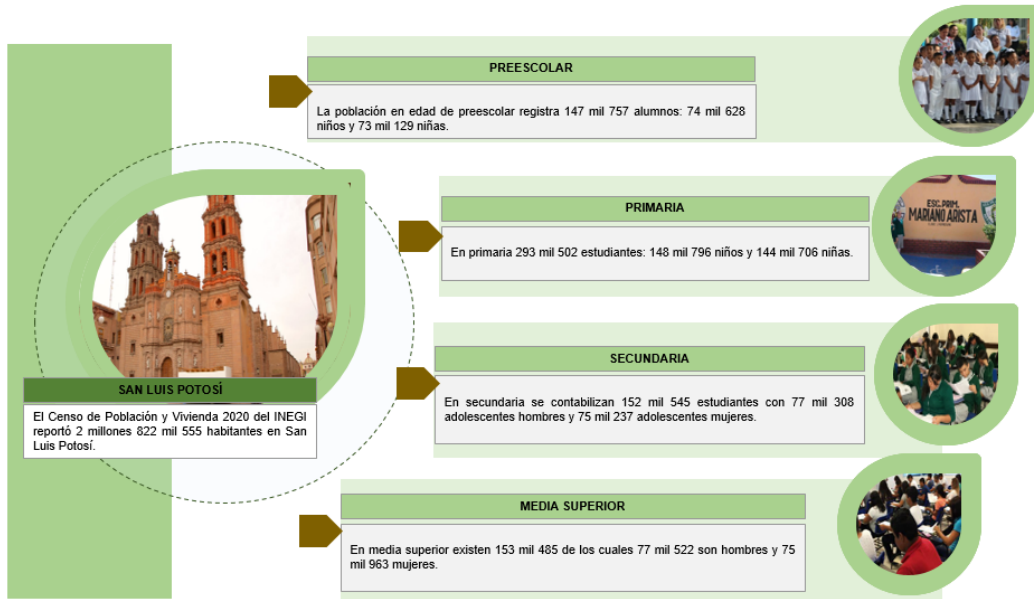 PREESCOLAR
La población en edad de preescolar registra 147 mil 757 alumnos: 74 mil 628
niños y 73 mil 129 niñas.
PRIMARIA
En primaria 293 mil 502 estudiantes: 148 mil 796 niños y 144 mil 706 niñas.
ESC. PRIM.
MARIANO ARISTA
SECUNDARIA
En secundaria se contabilizan 152 mil 545 estudiantes con 77 mil 308
adolescentes hombres y 75 mil 237 adolescentes mujeres.
SAN LUIS POTOSÍ
El Censo de Población y Vivienda 2020 del INEGI
reportó 2 millones 822 mil 555 habitantes en San
Luis Potosí.
MEDIA SUPERIOR
En media superior existen 153 mil 485 de los cuales 77 mil 522 son hombres y 75
mil 963 mujeres.